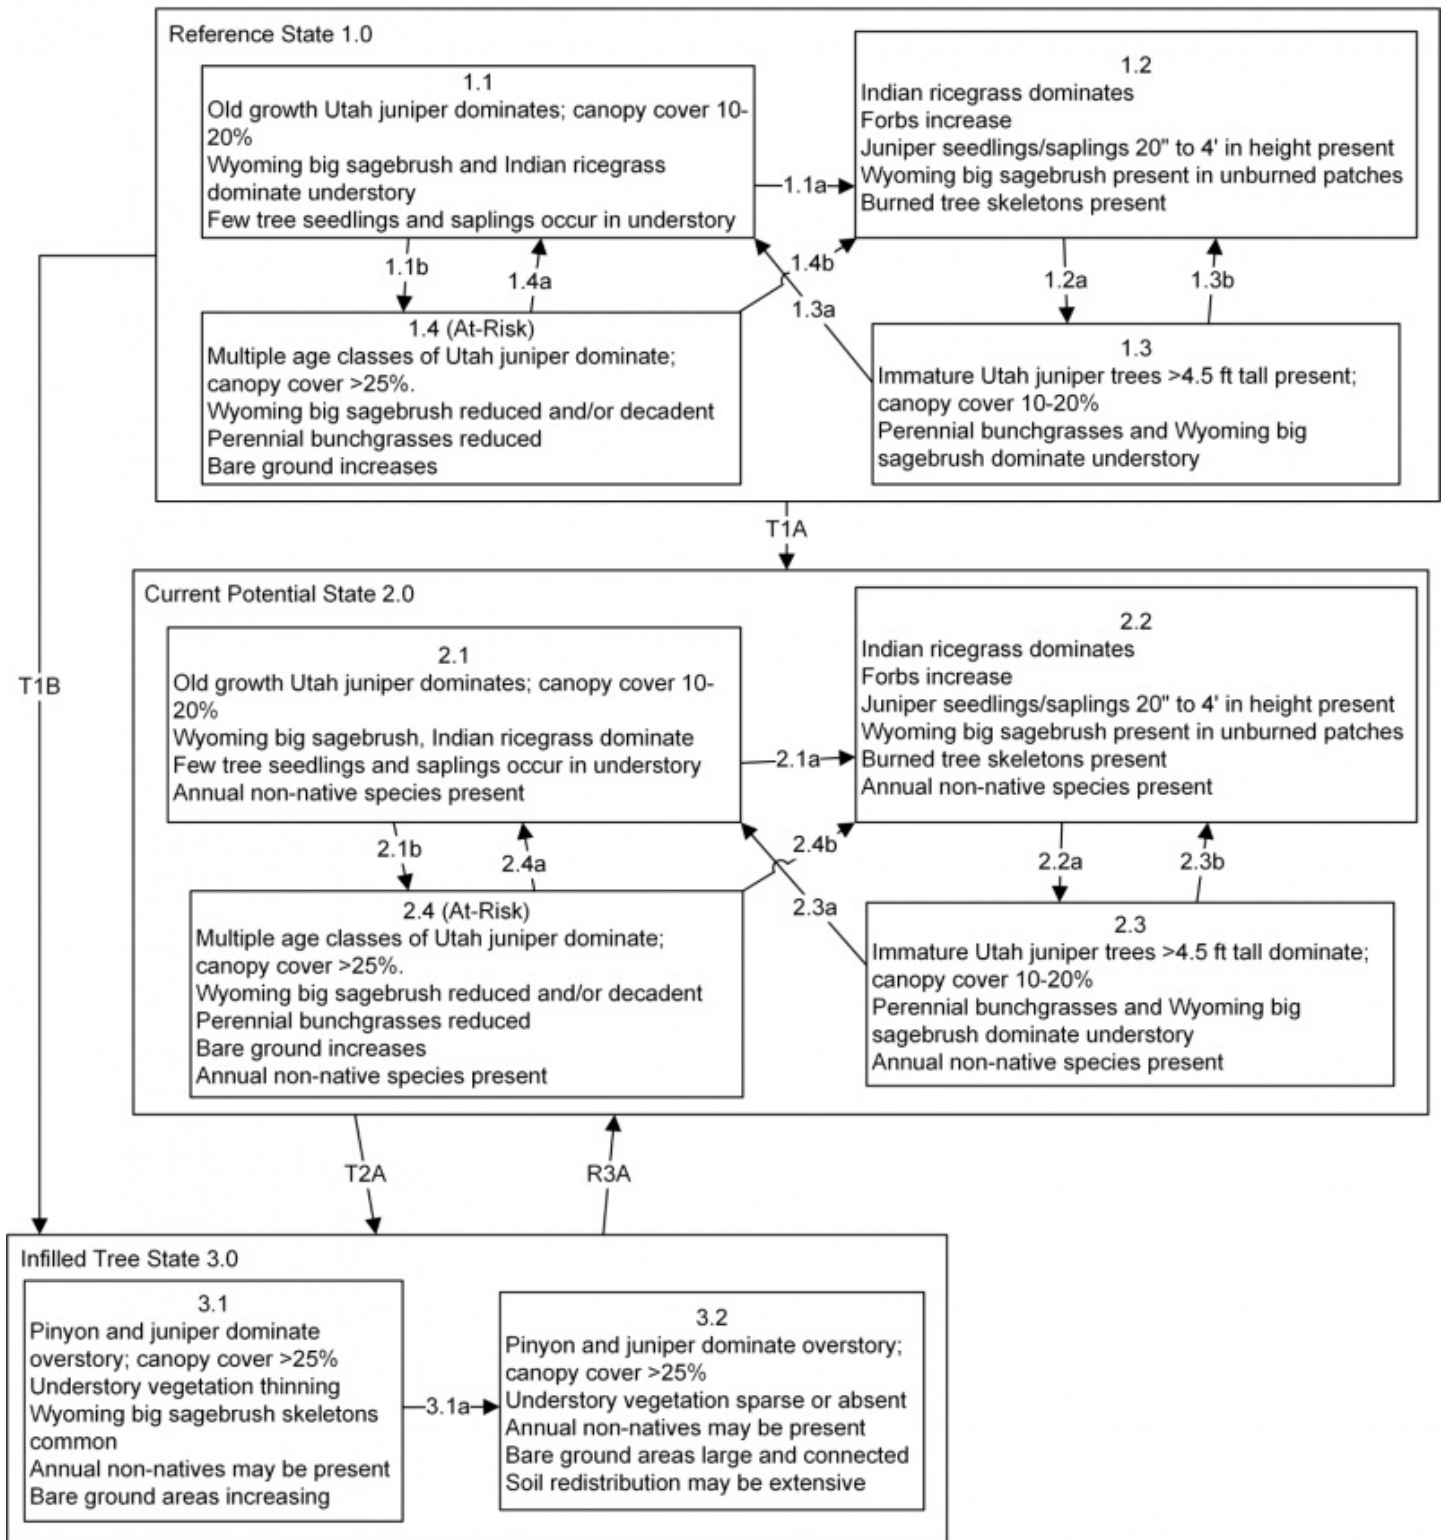 Reference State 1.0
1.1
Old growth Utah juniper dominates; canopy cover 10-
20%
Wyoming big sagebrush and Indian ricegrass
dominate understory
Few tree seedlings and saplings occur in understory
1.1a
1.2
Indian ricegrass dominates
Forbs increase
Juniper seedlings/saplings 20" to 4' in height present
Wyoming big sagebrush present in unburned patches
Burned tree skeletons present
1.1b
1.4a
1.4b
1.3a
1.2a
1.3b
1.4 (At-Risk)
Multiple age classes of Utah juniper dominate;
canopy cover >25%.
Wyoming big sagebrush reduced and/or decadent
Perennial bunchgrasses reduced
Bare ground increases
1.3
Immature Utah juniper trees >4.5 ft tall present;
canopy cover 10-20%
Perennial bunchgrasses and Wyoming big
sagebrush dominate understory
T1A
T1B
Current Potential State 2.0
2.1
Old growth Utah juniper dominates; canopy cover 10-
20%
Wyoming big sagebrush, Indian ricegrass dominate
Few tree seedlings and saplings occur in understory
Annual non-native species present
2.1a
2.2
Indian ricegrass dominates
Forbs increase
Juniper seedlings/saplings 20" to 4' in height present
Wyoming big sagebrush present in unburned patches
Burned tree skeletons present
Annual non-native species present
2.1b
2.4a
2.4b
2.3a
2.2a
2.3b
2.4 (At-Risk)
Multiple age classes of Utah juniper dominate;
canopy cover >25%.
Wyoming big sagebrush reduced and/or decadent
Perennial bunchgrasses reduced
Bare ground increases
Annual non-native species present
2.3
Immature Utah juniper trees >4.5 ft tall dominate;
canopy cover 10-20%
Perennial bunchgrasses and Wyoming big
sagebrush dominate understory
Annual non-native species present
T2A
R3A
Infilled Tree State 3.0
3.1
Pinyon and juniper dominate
overstory; canopy cover >25%
Understory vegetation thinning
Wyoming big sagebrush skeletons
common
Annual non-natives may be present
Bare ground areas increasing
3.1a
3.2
Pinyon and juniper dominate overstory;
canopy cover >25%
Understory vegetation sparse or absent
Annual non-natives may be present
Bare ground areas large and connected
Soil redistribution may be extensive